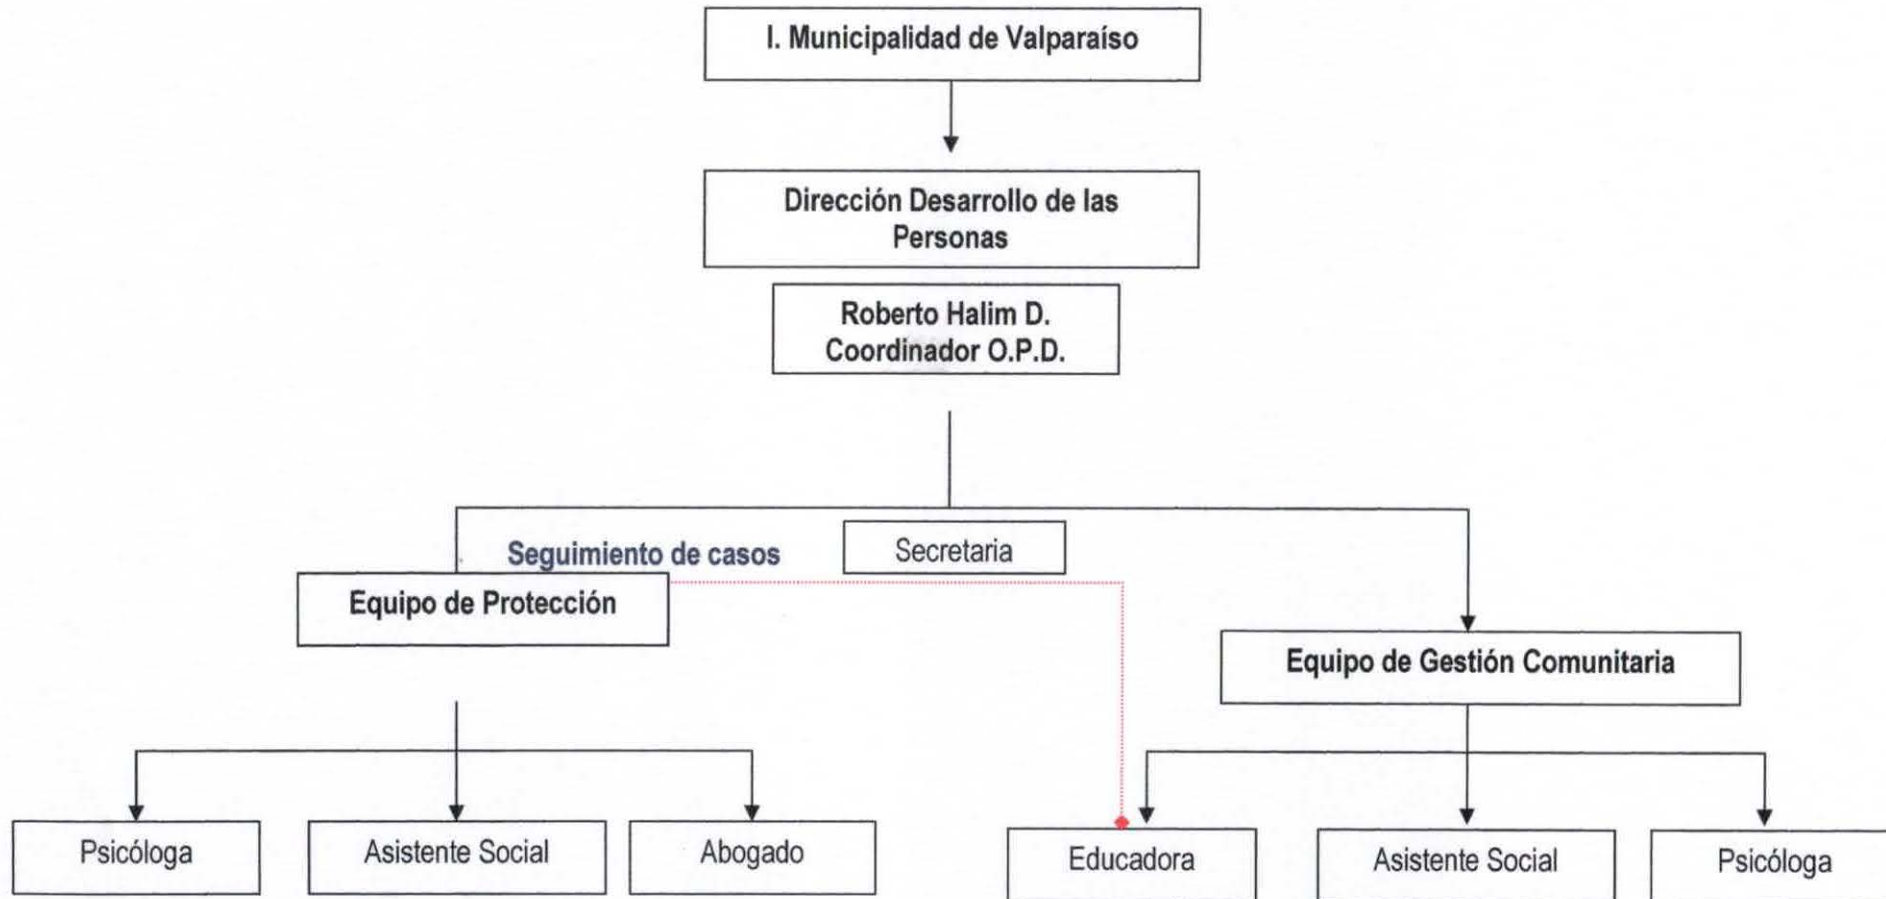 I. Municipalidad de Valparaíso
Dirección Desarrollo de las
Personas
Roberto Halim D.
Coordinador O.P.D.
Seguimiento de casos
Secretaria
Equipo de Protección
Equipo de Gestión Comunitaria
Psicóloga
Asistente Social
Abogado
Educadora
Asistente Social
Psicóloga